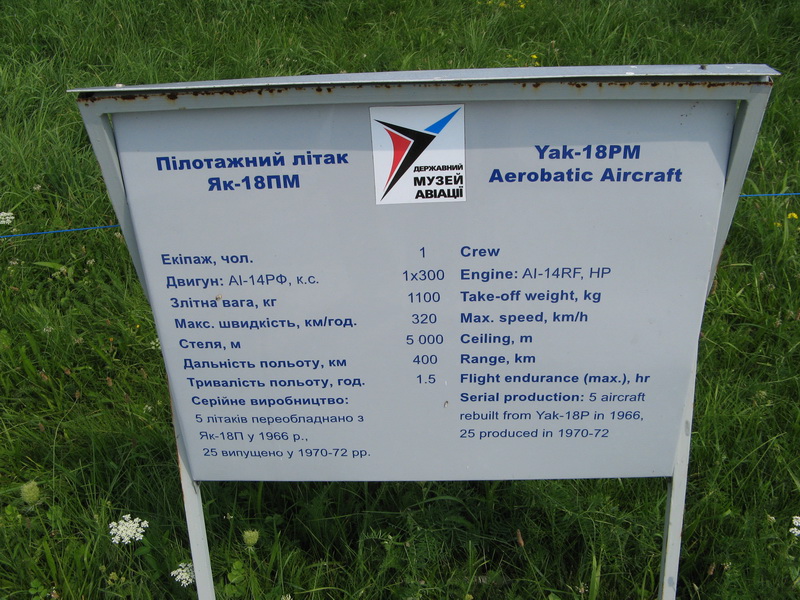 Пілотажний літак
Як-18ПМ
ДЕРЖАВНИЙ
МУЗЕЙ
АВІАЦІЇ
Yak-18PM
Aerobatic Aircraft
Екіпаж, чол. 1 Crew
Двигун: АІ-14РФ, к.с. 1x300 Engine: AI-14RF, HP
Злітна вага, кг 1100 Take-off weight, kg
Макс. швидкість, км/год. 320 Max. speed, km/h
Стеля, м 5 000 Ceiling, m
Дальність польоту, км 400 Range, km
Тривалість польоту, год. 1.5 Flight endurance (max.), hr
Серійне виробництво:
5 літаків переобладнано з
Як-18П у 1966 р.,
25 випущено у 1970-72 рр.
Serial production: 5 aircraft
rebuilt from Yak-18P in 1966,
25 produced in 1970-72